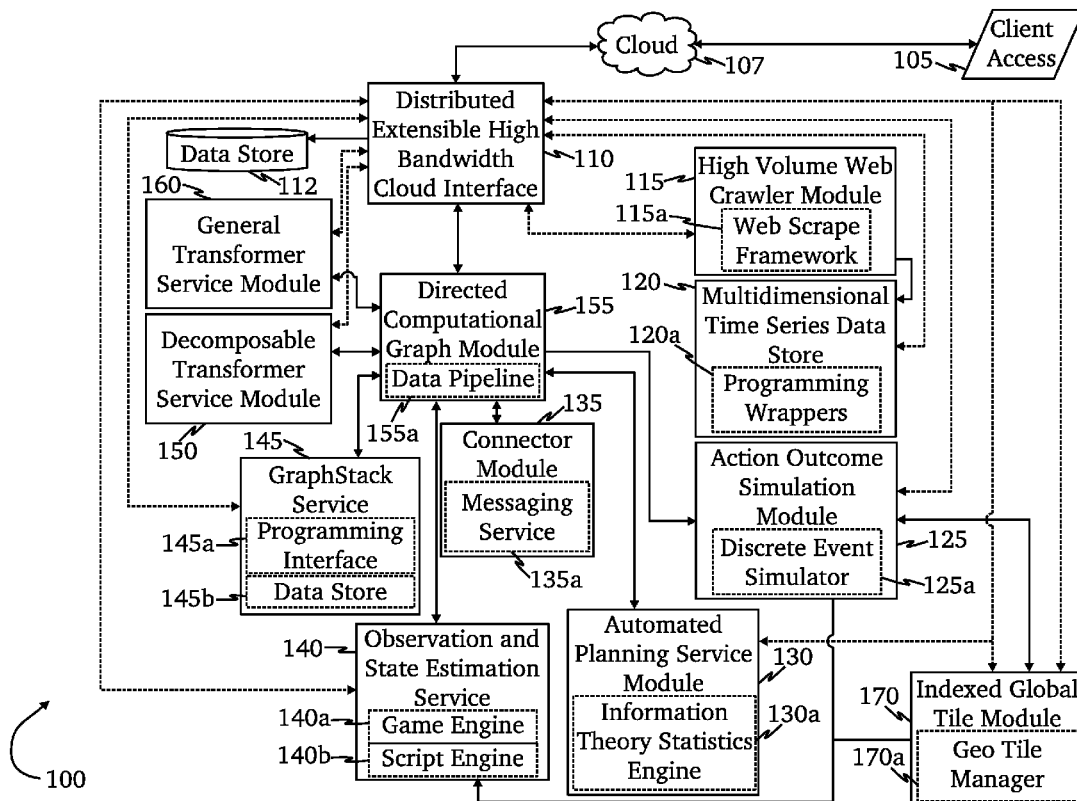 Cloud
107
Client
Access
105
Distributed
Extensible High
Bandwidth
Cloud Interface
110
Data Store
112
160
General
Transformer
Service Module
115
High Volume Web
Crawler Module
115a
Web Scrape
Framework
Decomposable
Transformer
Service Module
150
Directed
Computational
Graph Module
155
Data Pipeline
155a
120
Multidimensional
Time Series Data
Store
120a
Programming
Wrappers
145
GraphStack
Service
145a
Programming
Interface
145b
Data Store
135
Connector
Module
Messaging
Service
135a
Action Outcome
Simulation
Module
125
Discrete Event
Simulator
125a
140
Observation and
State Estimation
Service
140a
Game Engine
140b
Script Engine
Automated
Planning Service
Module
130
Information
Theory Statistics
Engine
130a
170
Indexed Global
Tile Module
170a
Geo Tile
Manager
100